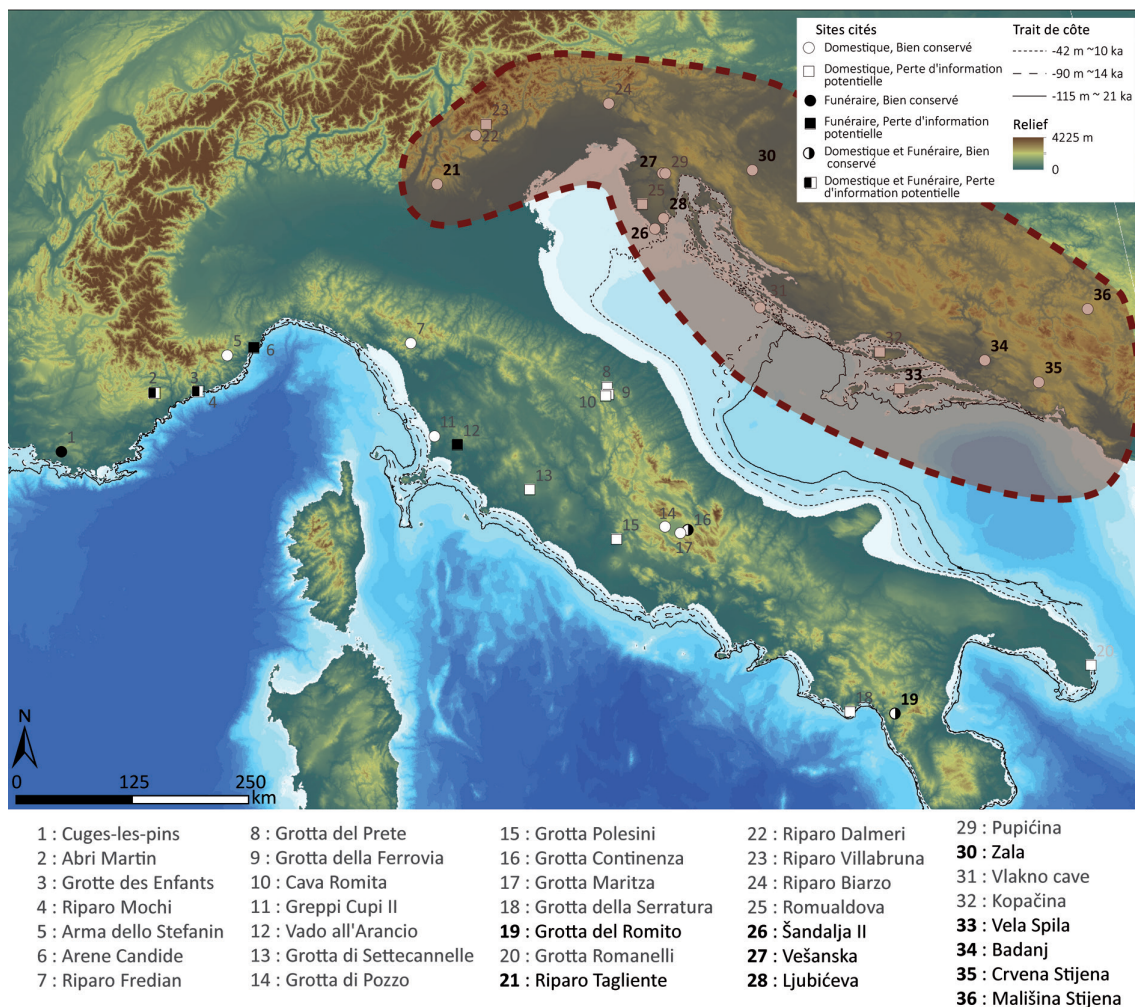 Sites cités
Domestique, Bien conservé
Domestique, Perte d'information
potentielle
Funéraire, Bien conservé
Funéraire, Perte d'information
potentielle
Domestique et Funéraire, Bien
conservé
Domestique et Funéraire, Perte
d'information potentielle
Trait de côte
-42 m ~10 ka
-90 m ~14 ka
-115 m ~ 21 ka
Relief
4225 m
0
24
23
22
21
27
29
30
25
28
26
31
36
32
34
33
35
7
5
6
8
2
3
9
10
4
11
12
1
13
14
16
15
17
20
18
19
N
0
125
250
km
1 : Cuges-les-pins
2 : Abri Martin
3 : Grotte des Enfants
4 : Riparo Mochi
5 : Arma dello Stefanin
6 : Arene Candide
7 : Riparo Fredian
8 : Grotta del Prete
9 : Grotta della Ferrovia
10 : Cava Romita
11 : Greppi Cupi II
12 : Vado all'Arancio
13 : Grotta di Settecannelle
14 : Grotta di Pozzo
15 : Grotta Polesini
16 : Grotta Continenza
17 : Grotta Maritza
18 : Grotta della Serratura
19 : Grotta del Romito
20 : Grotta Romanelli
21 : Riparo Tagliente
22 : Riparo Dalmeri
23 : Riparo Villabruna
24 : Riparo Biarzo
25 : Romualdova
26 : Šandalja II
27 : Vešanska
28 : Ljubićeva
29 : Pupićina
30 : Zala
31 : Vlakno cave
32 : Kopačina
33 : Vela Spila
34 : Badanj
35 : Crvena Stijena
36 : Mališina Stijena